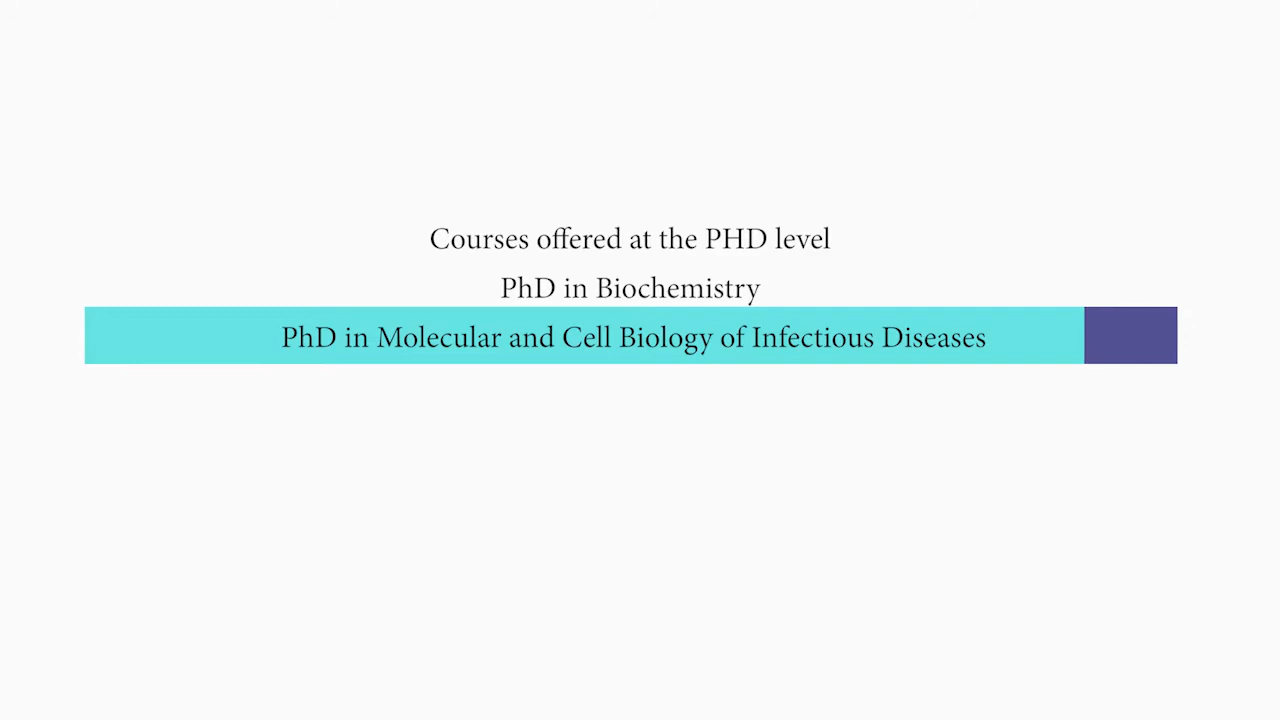 Courses offered at the PHD level
PhD in Biochemistry
PhD in Molecular and Cell Biology of Infectious Diseases